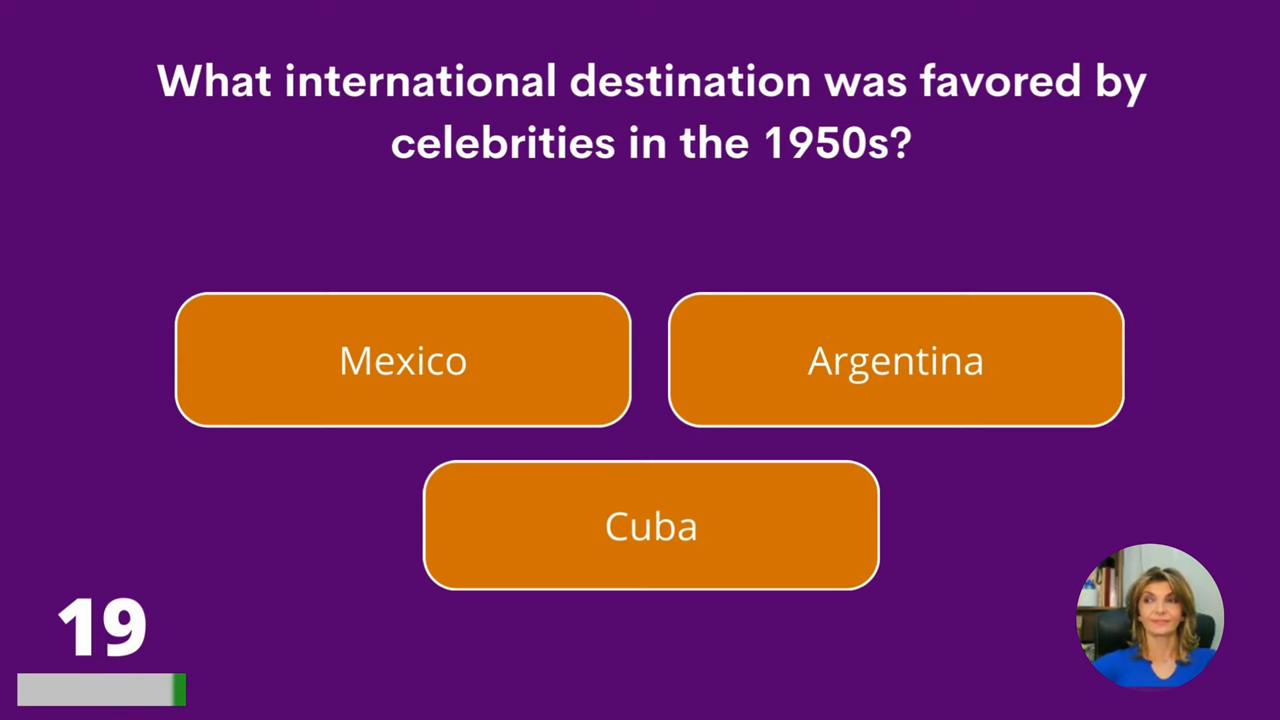 What international destination was favored by
celebrities in the 1950s?
Mexico
Argentina
Cuba
19